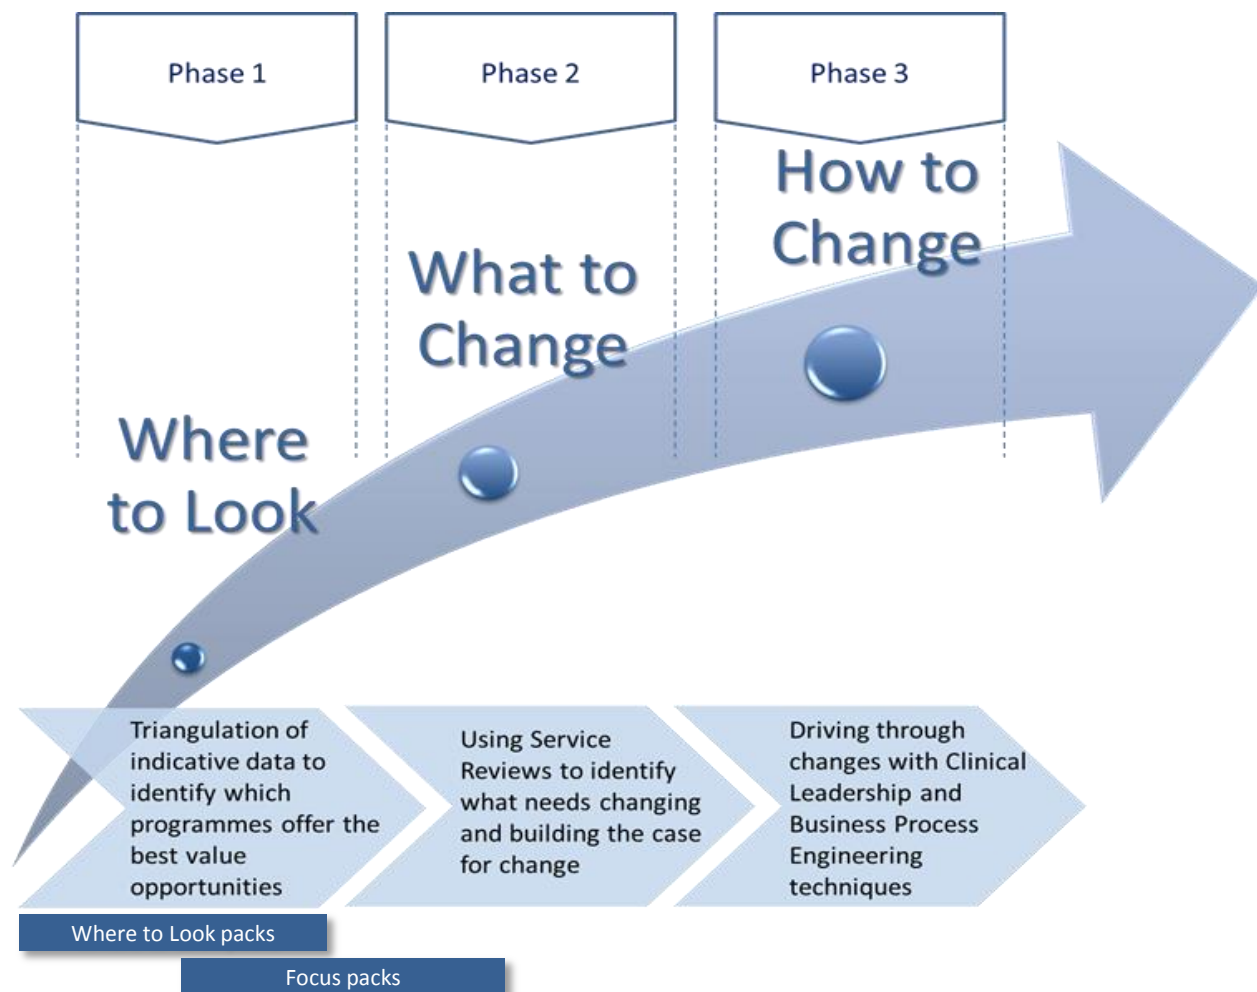 Phase 1
Phase 2
Phase 3
How to
Change
What to
Change
Where
to Look
Triangulation of
indicative data to
identify which
programmes offer the
best value
opportunities
Using Service
Reviews to identify
what needs changing
and building the case
for change
Driving through
changes with Clinical
Leadership and
Business Process
Engineering
techniques
Where to Look packs
Focus packs